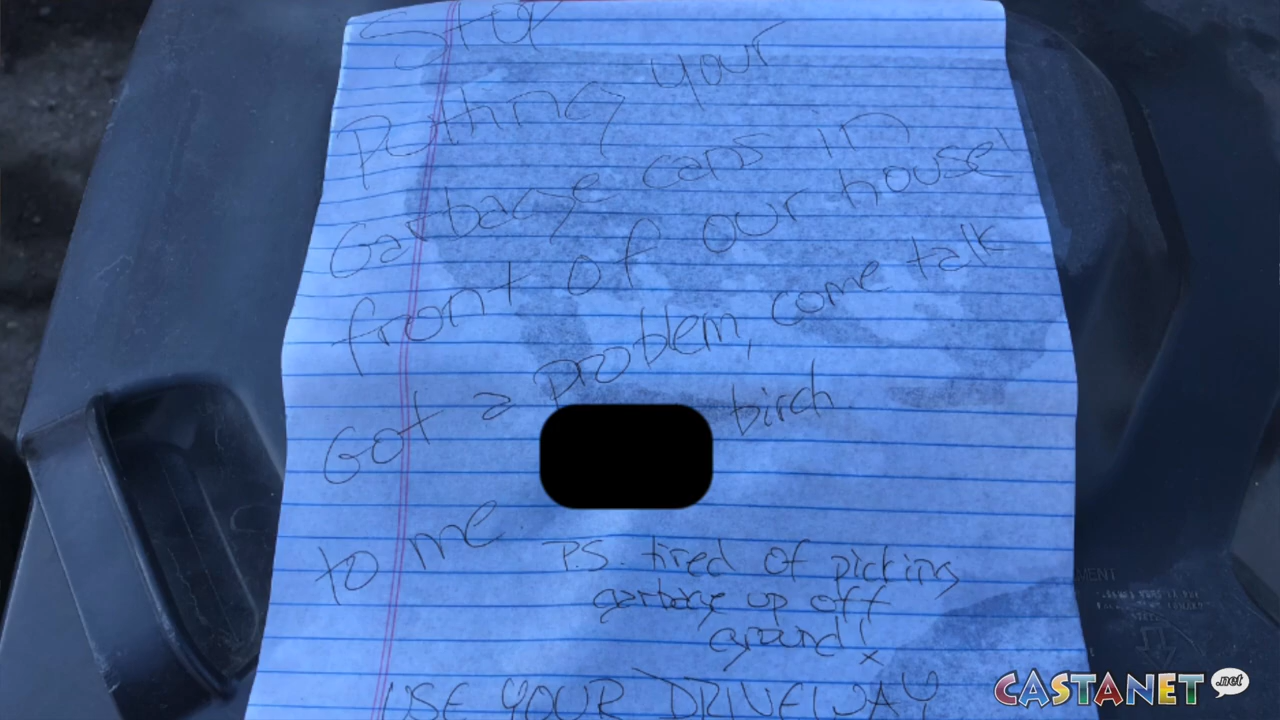 Stop
Putting your
Garbage cans in
front of our house!
Got a problem, come talk
to me birch
P.S. tired of picking
garbage up off
ground!
USE YOUR DRIVEWAY
CASTANET.net